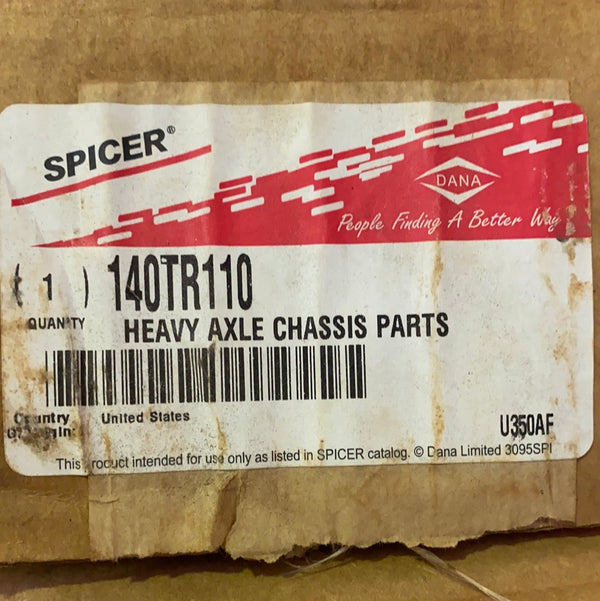 SPICER®
DANA
People Finding A Better Way
( 1 ) 140TR110
QUANTITY
HEAVY AXLE CHASSIS PARTS
Country United States
Origin:
U350AF
This product intended for use only as listed in SPICER catalog. © Dana Limited 3095SPI